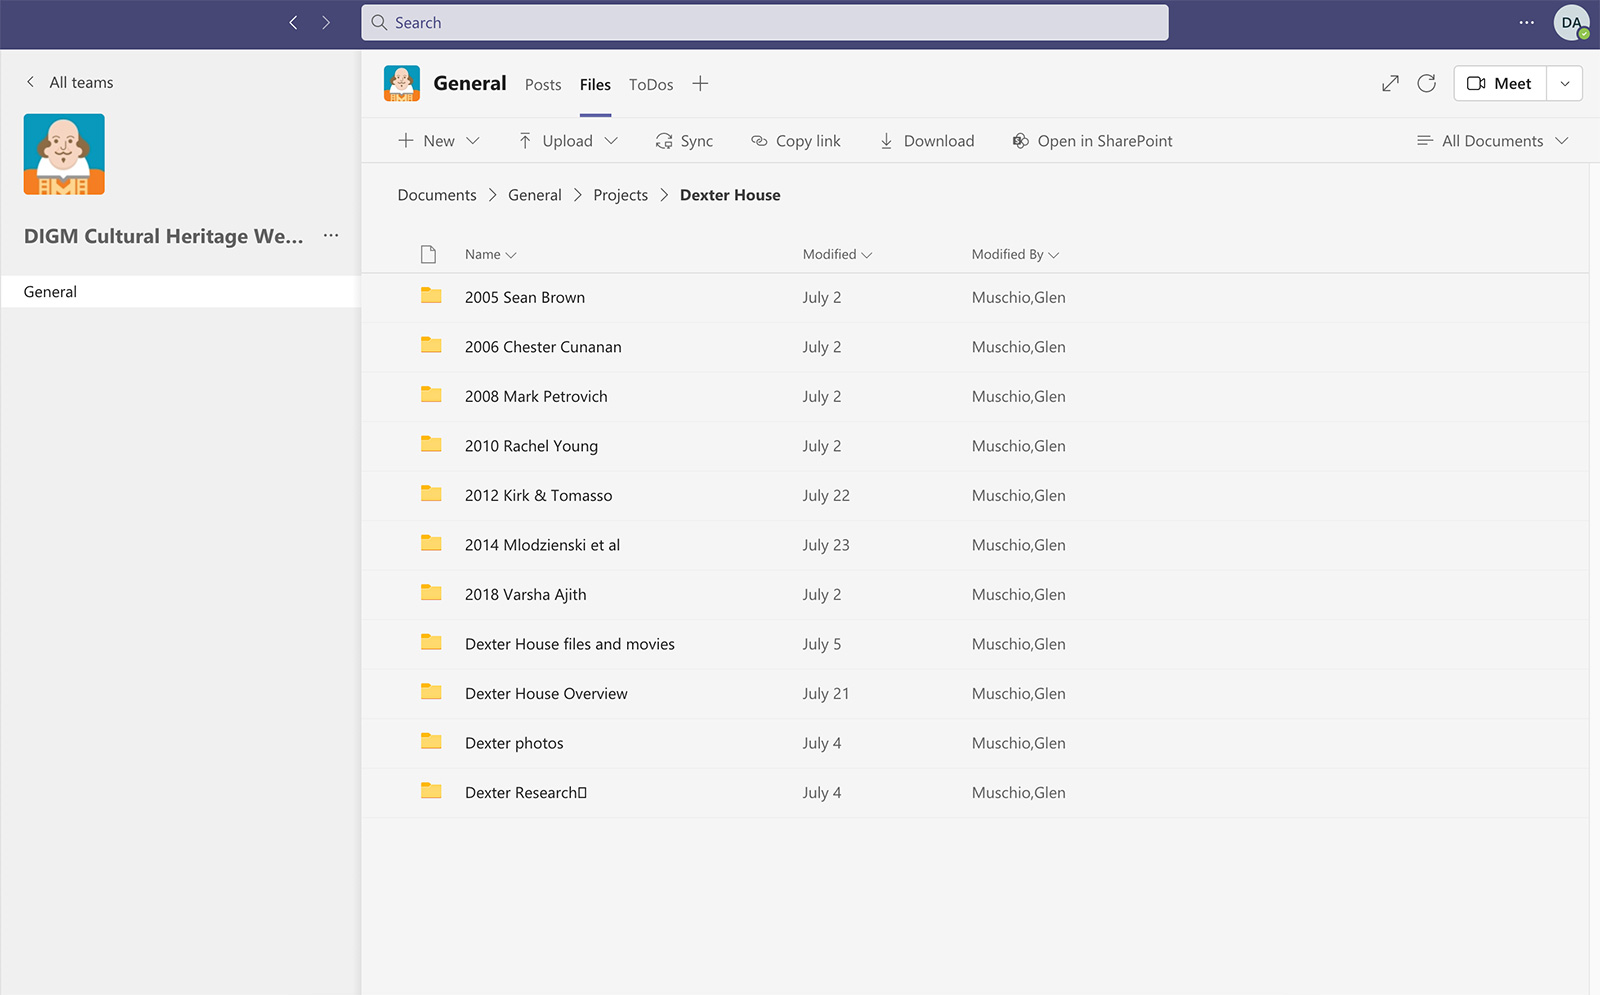 Search
DA
All teams
General Posts Files ToDos
Meet
New Upload Sync Copy link Download Open in SharePoint All Documents
DIGM Cultural Heritage We...
General
Documents > General > Projects > Dexter House
Name Modified Modified By
2005 Sean Brown July 2 Muschio,Glen
2006 Chester Cunanan July 2 Muschio,Glen
2008 Mark Petrovich July 2 Muschio,Glen
2010 Rachel Young July 2 Muschio,Glen
2012 Kirk & Tomasso July 22 Muschio,Glen
2014 Mlodzienski et al July 23 Muschio,Glen
2018 Varsha Ajith July 2 Muschio,Glen
Dexter House files and movies July 5 Muschio,Glen
Dexter House Overview July 21 Muschio,Glen
Dexter photos July 4 Muschio,Glen
Dexter Research▯ July 4 Muschio,Glen